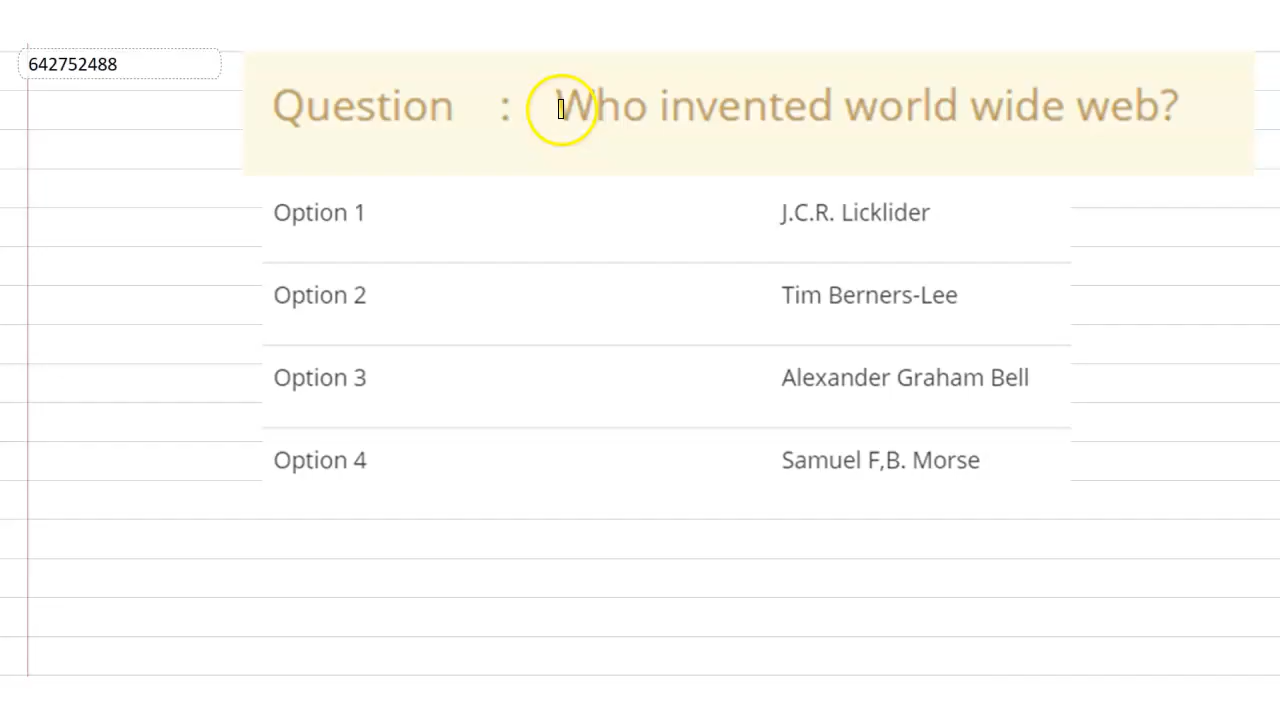 642752488
Question : Who invented world wide web?
Option 1 J.C.R. Licklider
Option 2 Tim Berners-Lee
Option 3 Alexander Graham Bell
Option 4 Samuel F,B. Morse